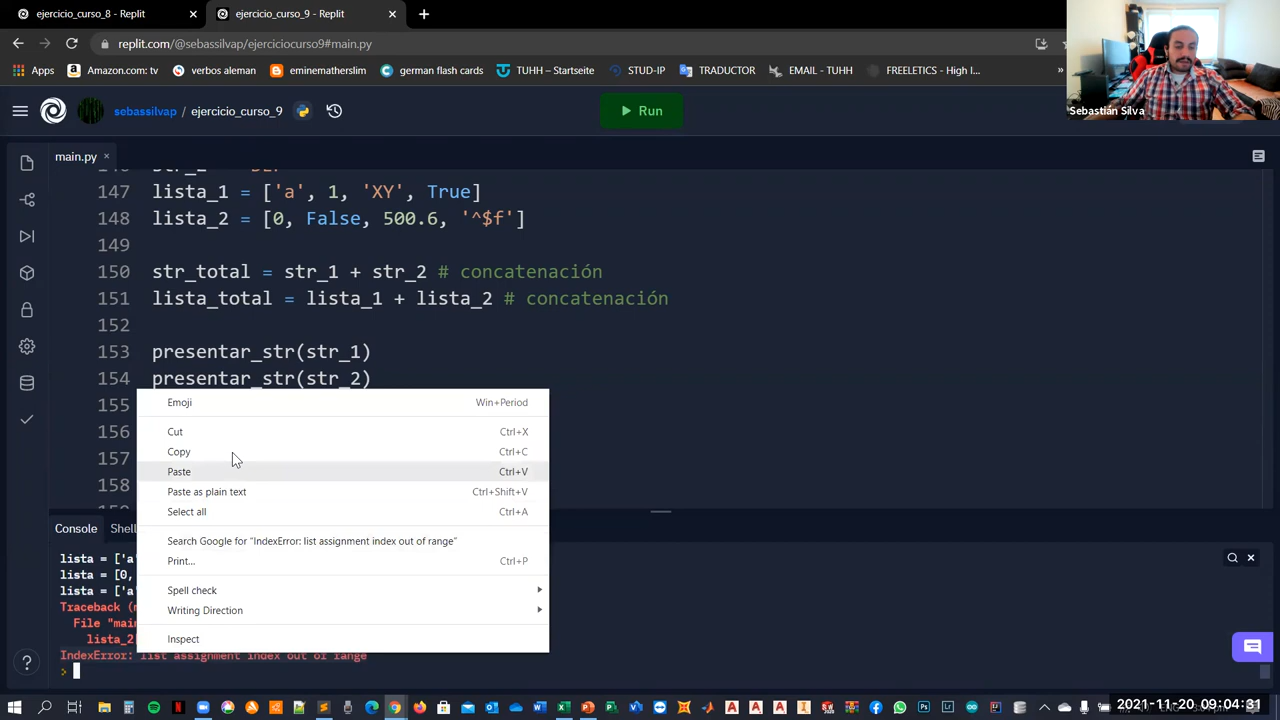 ejercicio_curso_8 - Replit
ejercicio_curso_9 - Replit
replit.com/@sebassilvap/ejerciciocurso9#main.py
Apps
Amazon.com: tv
verbos aleman
eminemathersIim
german carticles
TUHH – Startseite
STUD-IP
TRADUCTOR
EMAIL - TUHH
FREELETICS - High I...
Sebastián Silva
sebassilvap / ejercicio_curso_9
Run
main.py
147 lista_1 = ['a', 1, 'XY', True]
148 lista_2 = [0, False, 500.6, '^$f']
149
150 str_total = str_1 + str_2 # concatenación
151 lista_total = lista_1 + lista_2 # concatenación
152
153 presentar_str(str_1)
154 presentar_str(str_2)
155
156
157
158
Emoji Win+Period
Cut Ctrl+X
Copy Ctrl+C
Paste Ctrl+V
Paste as plain text Ctrl+Shift+V
Select all Ctrl+A
Search Google for "IndexError: list assignment index out of range"
Print... Ctrl+P
Spell check
Writing Direction
Inspect
Console Shell
lista = ['a'
lista = [0,
lista = ['a'
Traceback (m
File "mai
lista_2
IndexError: list assignment index out of range
2021-11-20 09:04:31